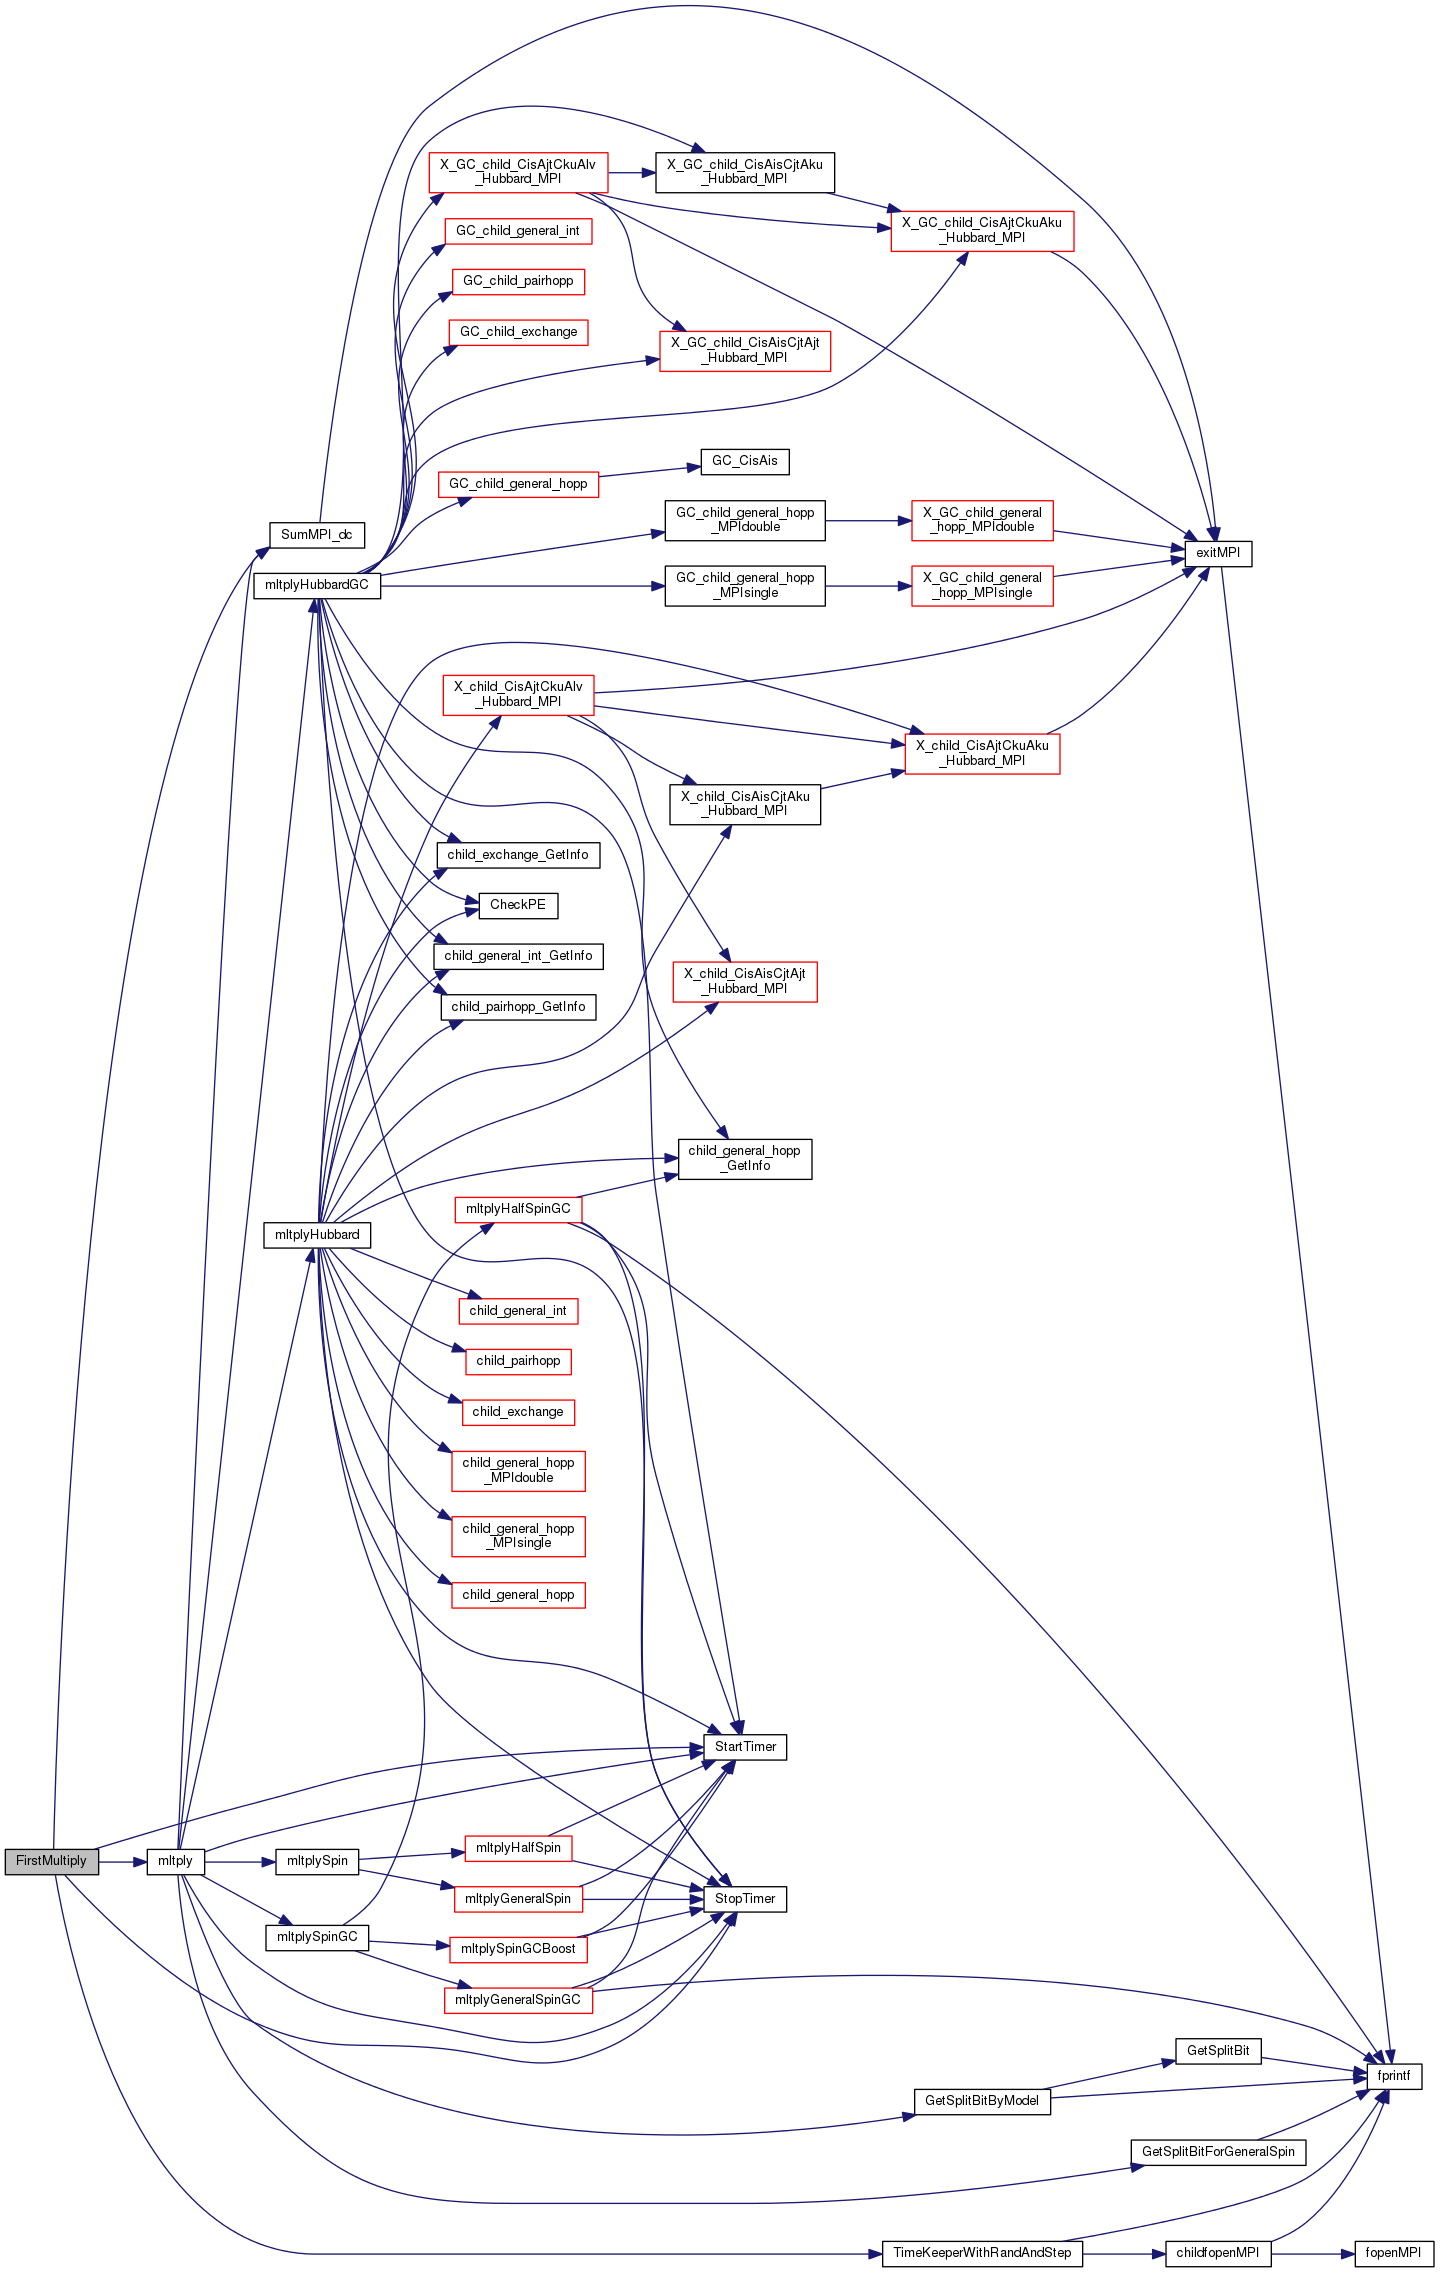 X_GC_child_CisAjtCkuAlv
_Hubbard_MPI
X_GC_child_CisAisCjtAku
_Hubbard_MPI
X_GC_child_CisAjtCkuAku
_Hubbard_MPI
GC_child_general_int
GC_child_pairhopp
GC_child_exchange
X_GC_child_CisAisCjtAjt
_Hubbard_MPI
GC_CisAis
GC_child_general_hopp
SumMPI_dc
GC_child_general_hopp
_MPIdouble
X_GC_child_general
_hopp_MPIdouble
exitMPI
mltplyHubbardGC
GC_child_general_hopp
_MPIsingle
X_GC_child_general
_hopp_MPIsingle
X_child_CisAjtCkuAlv
_Hubbard_MPI
X_child_CisAjtCkuAku
_Hubbard_MPI
X_child_CisAisCjtAku
_Hubbard_MPI
child_exchange_GetInfo
CheckPE
child_general_int_GetInfo
X_child_CisAisCjtAjt
_Hubbard_MPI
child_pairhopp_GetInfo
child_general_hopp
_GetInfo
mltplyHalfSpinGC
mltplyHubbard
child_general_int
child_pairhopp
child_exchange
child_general_hopp
_MPIdouble
child_general_hopp
_MPIsingle
child_general_hopp
StartTimer
FirstMultiply
mltply
mltplySpin
mltplyHalfSpin
mltplyGeneralSpin
StopTimer
mltplySpinGC
mltplySpinGCBoost
mltplyGeneralSpinGC
GetSplitBit
fprintf
GetSplitBitByModel
GetSplitBitForGeneralSpin
TimeKeeperWithRandAndStep
childfopenMPI
fopenMPI